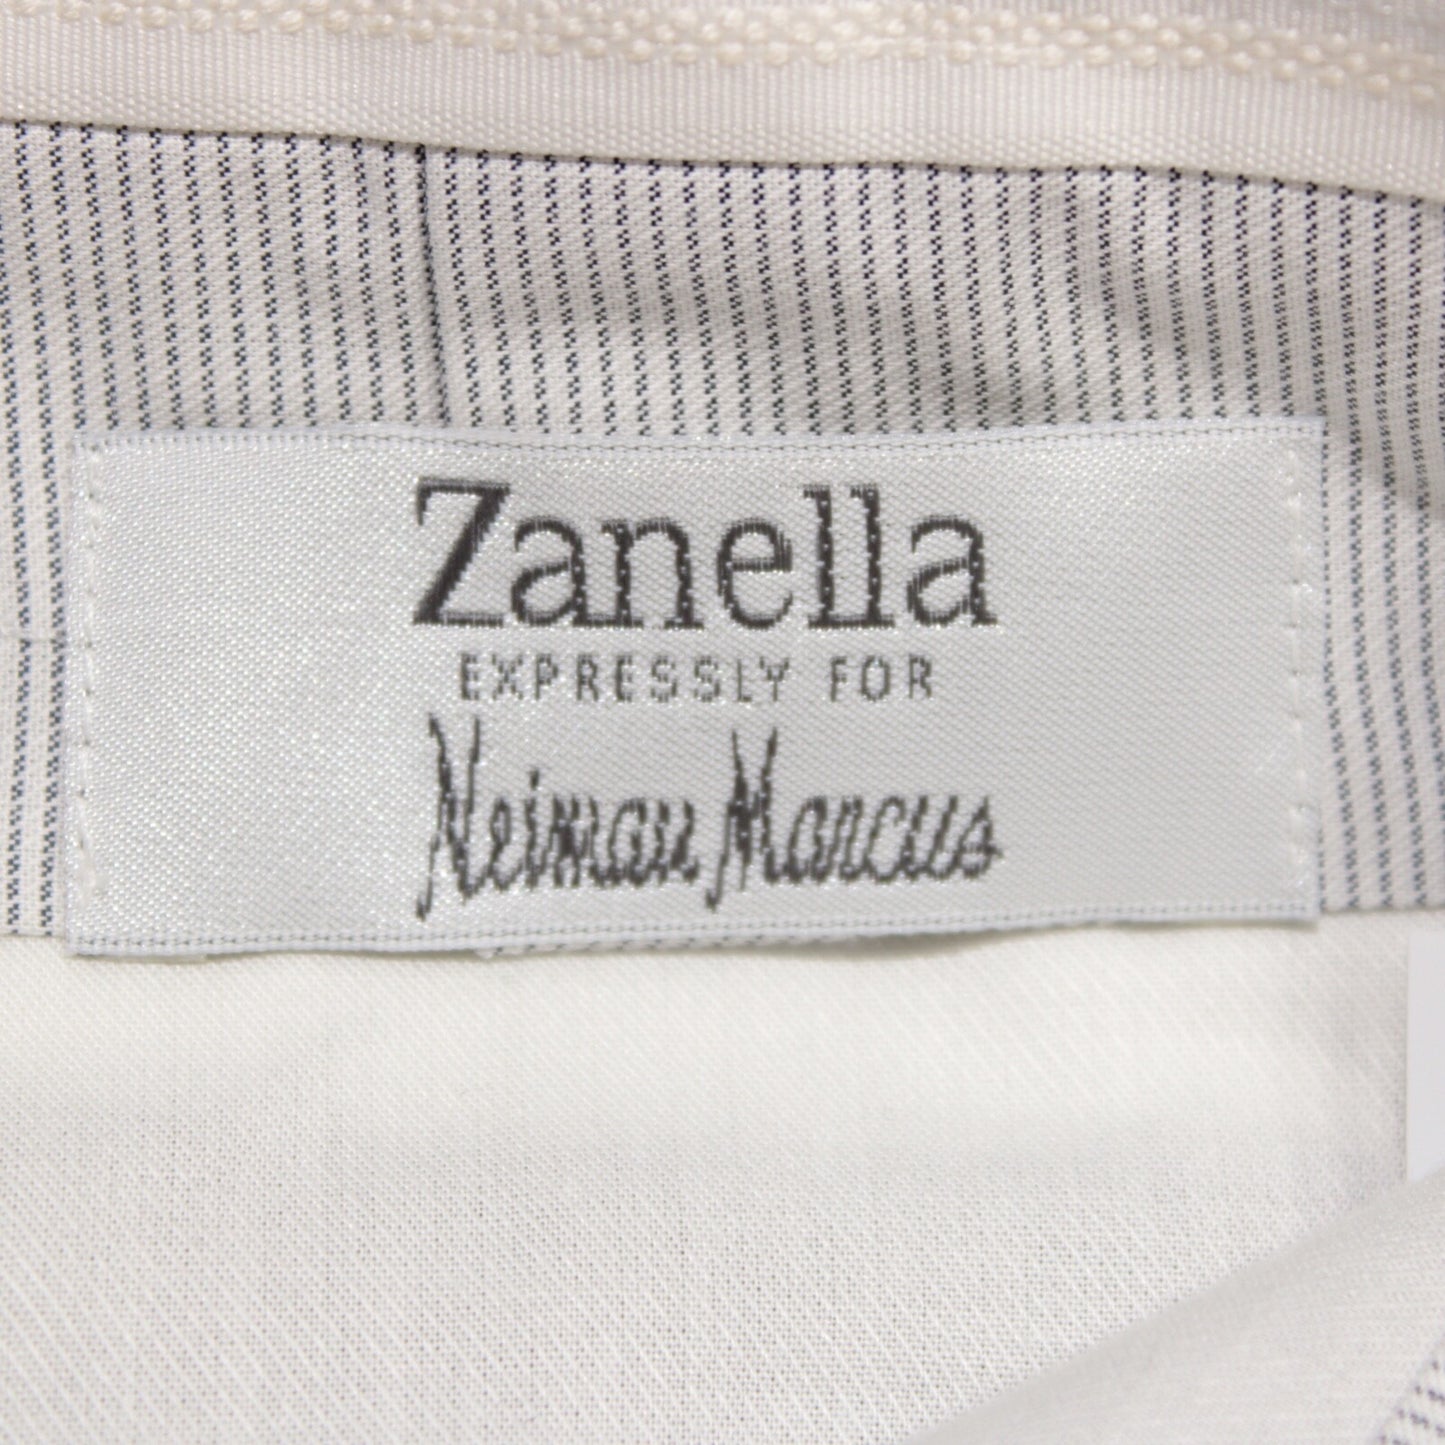 Zanella
EXPRESSLY FOR
Neiman Marcus